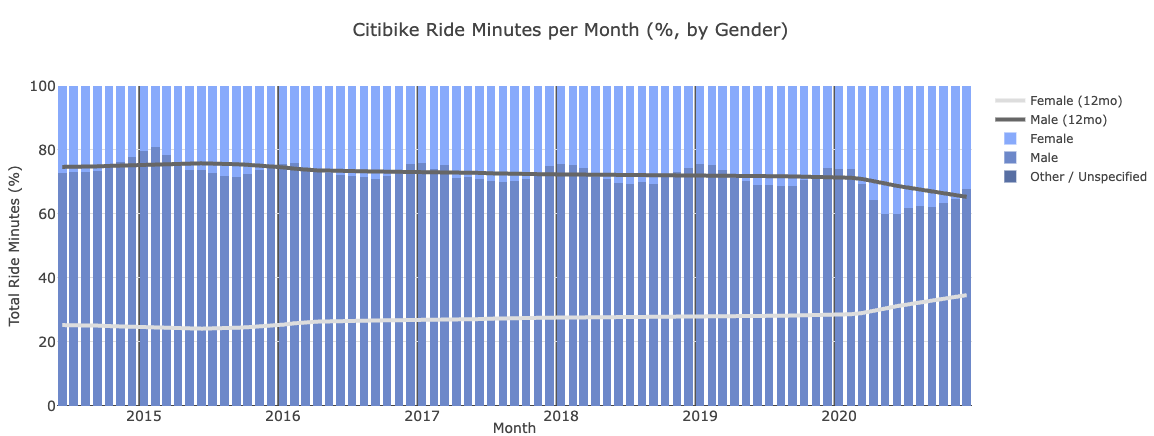 Citibike Ride Minutes per Month (%, by Gender)
Total Ride Minutes (%)
100
80
60
40
20
0
2015
2016
2017
2018
2019
2020
Month
Female (12mo)
Male (12mo)
Female
Male
Other / Unspecified